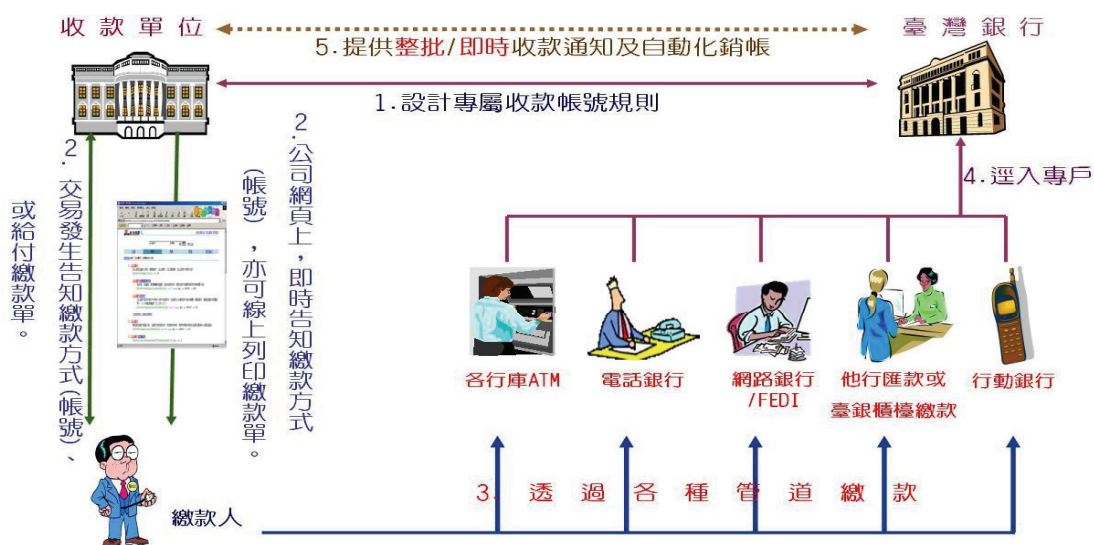 收款單位
臺灣銀行
5.提供整批/即時收款通知及自動化銷帳
1.設計專屬收款帳號規則
2.交易發生告知繳款方式(帳號)、
或給付繳款單。
2.公司網頁上，即時告知繳款方式
(帳號)，亦可線上列印繳款單。
4.逕入專戶
各行庫ATM
電話銀行
網路銀行
/FEDI
他行匯款或
臺銀櫃檯繳款
行動銀行
3.透過各種管道繳款
繳款人